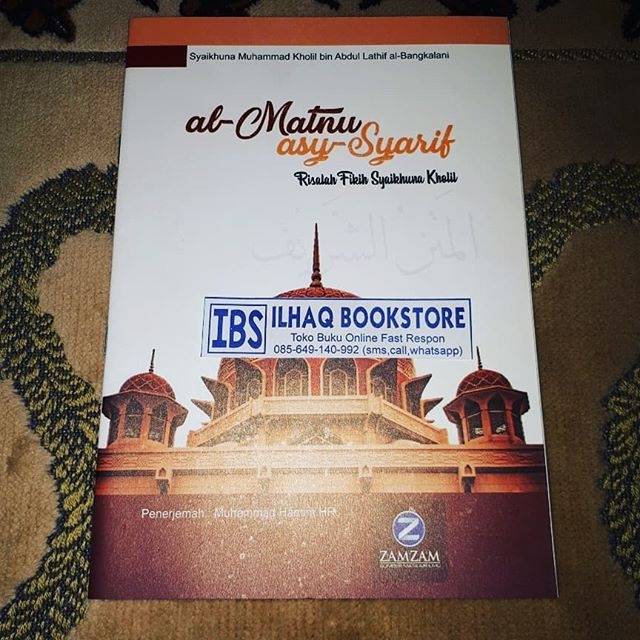 Syaikhuna Muhammad Kholil bin Abdul Lathif al-Bangkalani
al-Matnu
asy-Syarif
Risalah Fikih Syaikhuna Kholil
المتن الشريف
IBS
ILHAQ BOOKSTORE
Toko Buku Online Fast Respon
085-649-140-992 (sms,call,whatsapp)
Penerjemah : Muhammad Hamim HR.
Z
ZAMZAM